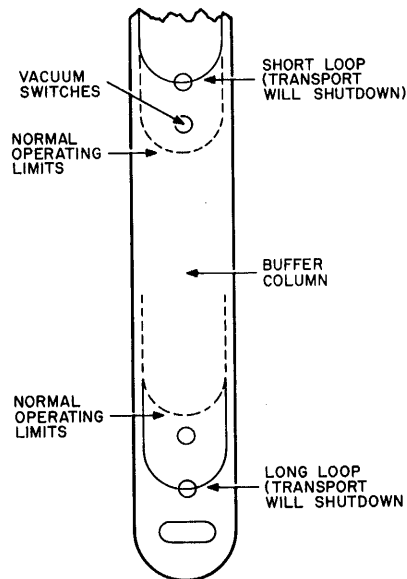 SHORT LOOP
(TRANSPORT
WILL SHUTDOWN)
VACUUM
SWITCHES
NORMAL
OPERATING
LIMITS
BUFFER
COLUMN
NORMAL
OPERATING
LIMITS
LONG LOOP
(TRANSPORT
WILL SHUTDOWN